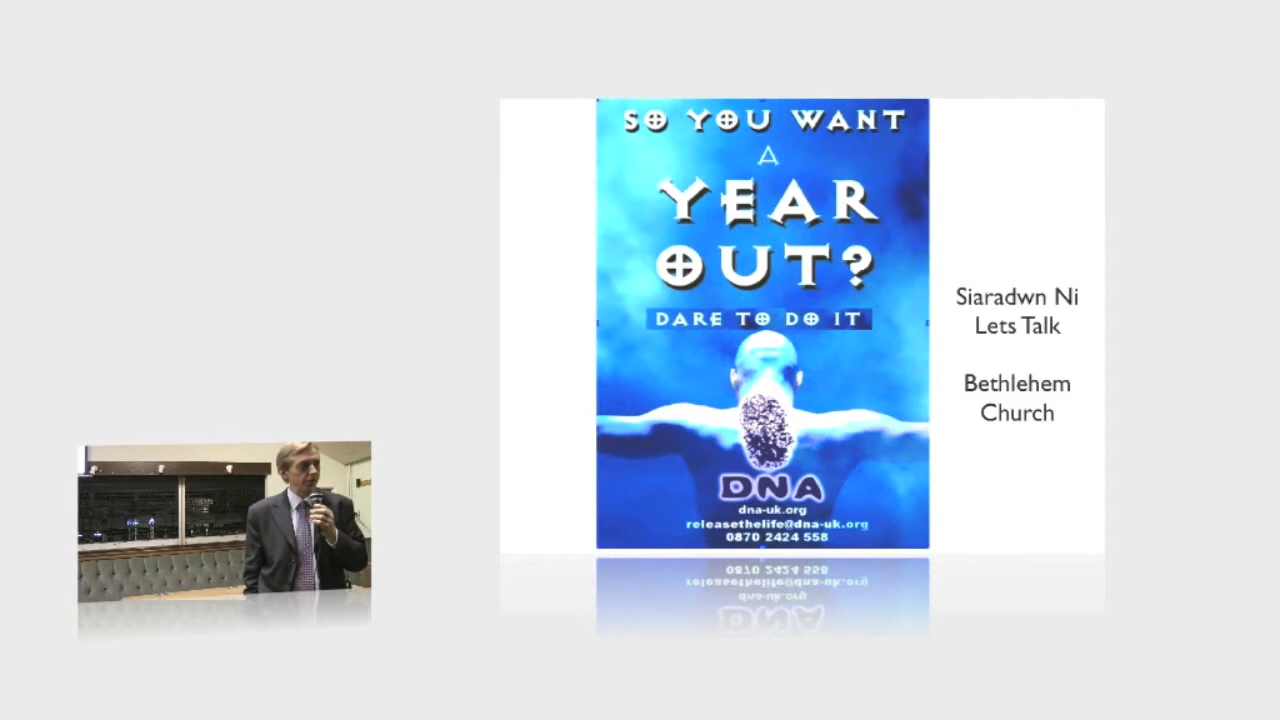 SO YOU WANT
A
YEAR
OUT?
DARE TO DO IT
DNA
dna-uk.org
releasethelife@dna-uk.org
0870 2424 558
Siaradwn Ni
Lets Talk
Bethlehem
Church